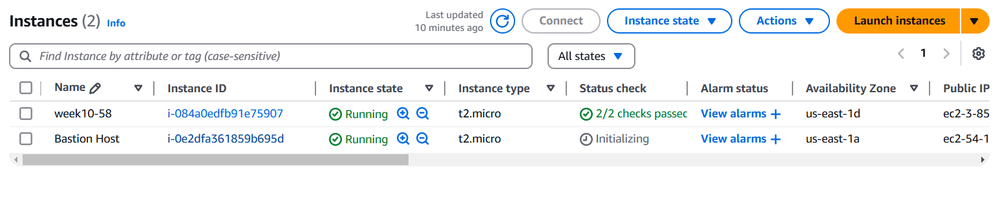 Instances (2) Info
Last updated
10 minutes ago
Connect
Instance state
Actions
Launch instances
Find Instance by attribute or tag (case-sensitive)
All states
1
Name Instance ID Instance state Instance type Status check Alarm status Availability Zone Public IP
week10-58 i-084a0edfb91e75907 Running t2.micro 2/2 checks passed View alarms + us-east-1d ec2-3-85
Bastion Host i-0e2dfa361859b695d Running t2.micro Initializing View alarms + us-east-1a ec2-54-1